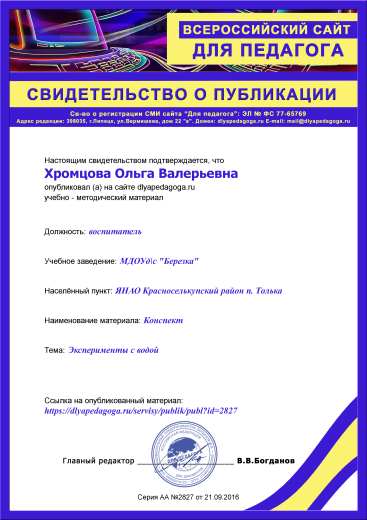 ВСЕРОССИЙСКИЙ САЙТ
ДЛЯ ПЕДАГОГА
СВИДЕТЕЛЬСТВО О ПУБЛИКАЦИИ
Св-во о регистрации СМИ сайта "Для педагога": ЭЛ № ФС 77-65769
Адрес редакции: 398035, г.Липецк, ул.Вермишева, дом 22 "а". Домен: dlyapedagoga.ru E-mail: mail@dlyapedagoga.ru
Настоящим свидетельством подтверждается, что
Хромцова Ольга Валерьевна
опубликовал (а) на сайте dlyapedagoga.ru
учебно - методический материал
Должность: воспитатель
Учебное заведение: МДОУд\с "Березка"
Населённый пункт: ЯНАО Красноселькупский район п. Толька
Наименование материала: Конспект
Тема: Эксперименты с водой
Ссылка на опубликованный материал:
https://dlyapedagoga.ru/servisy/publik/publ?id=2827
Главный редактор В.В.Богданов
Серия АА №2827 от 21.09.2016